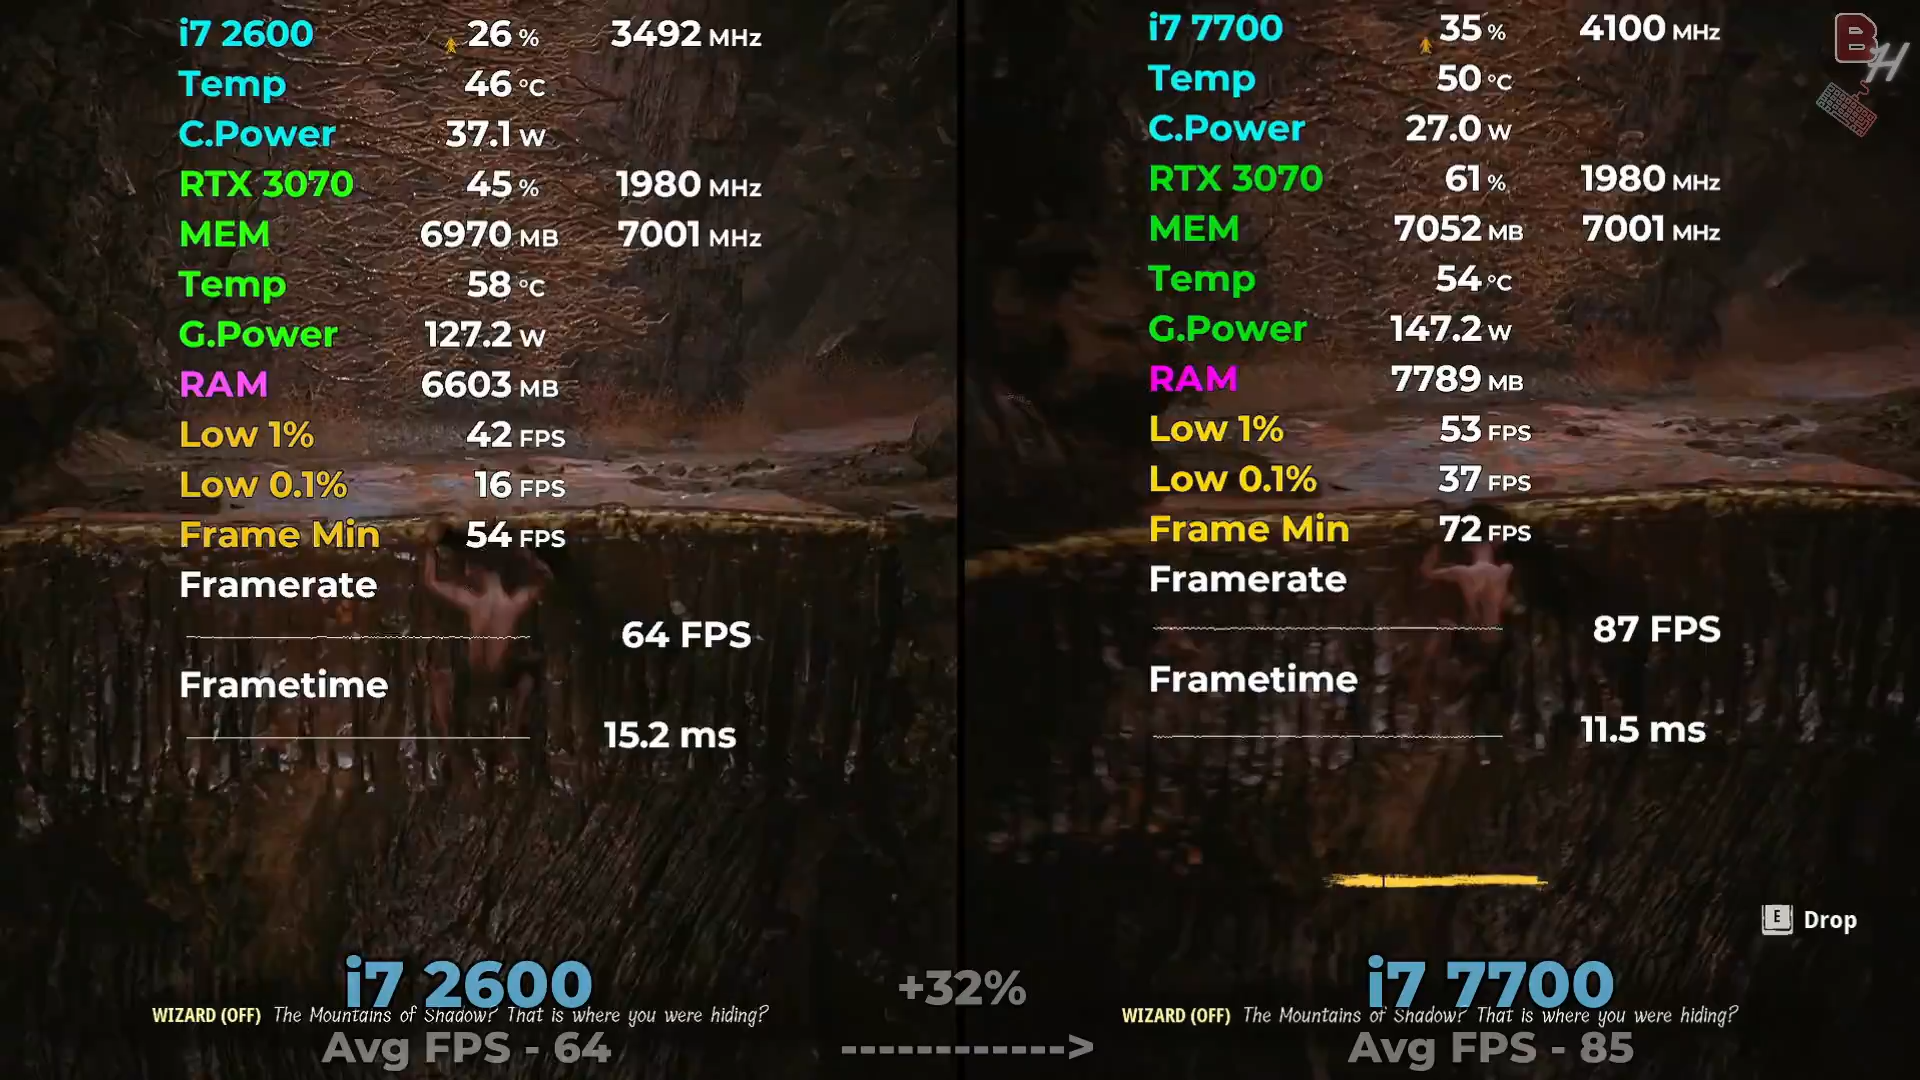 i7 2600 26 % 3492 MHz
Temp 46 °C
C.Power 37.1 W
RTX 3070 45 % 1980 MHz
MEM 6970 MB 7001 MHz
Temp 58 °C
G.Power 127.2 W
RAM 6603 MB
Low 1% 42 FPS
Low 0.1% 16 FPS
Frame Min 54 FPS
Framerate
64 FPS
Frametime
15.2 ms
i7 2600
WIZARD (OFF) The Mountains of Shadow? That is where you were hiding?
Avg FPS - 64
+32%
------------->
i7 7700 35 % 4100 MHz
Temp 50 °C
C.Power 27.0 W
RTX 3070 61 % 1980 MHz
MEM 7052 MB 7001 MHz
Temp 54 °C
G.Power 147.2 W
RAM 7789 MB
Low 1% 53 FPS
Low 0.1% 37 FPS
Frame Min 72 FPS
Framerate
87 FPS
Frametime
11.5 ms
E Drop
i7 7700
WIZARD (OFF) The Mountains of Shadow? That is where you were hiding?
Avg FPS - 85
BH